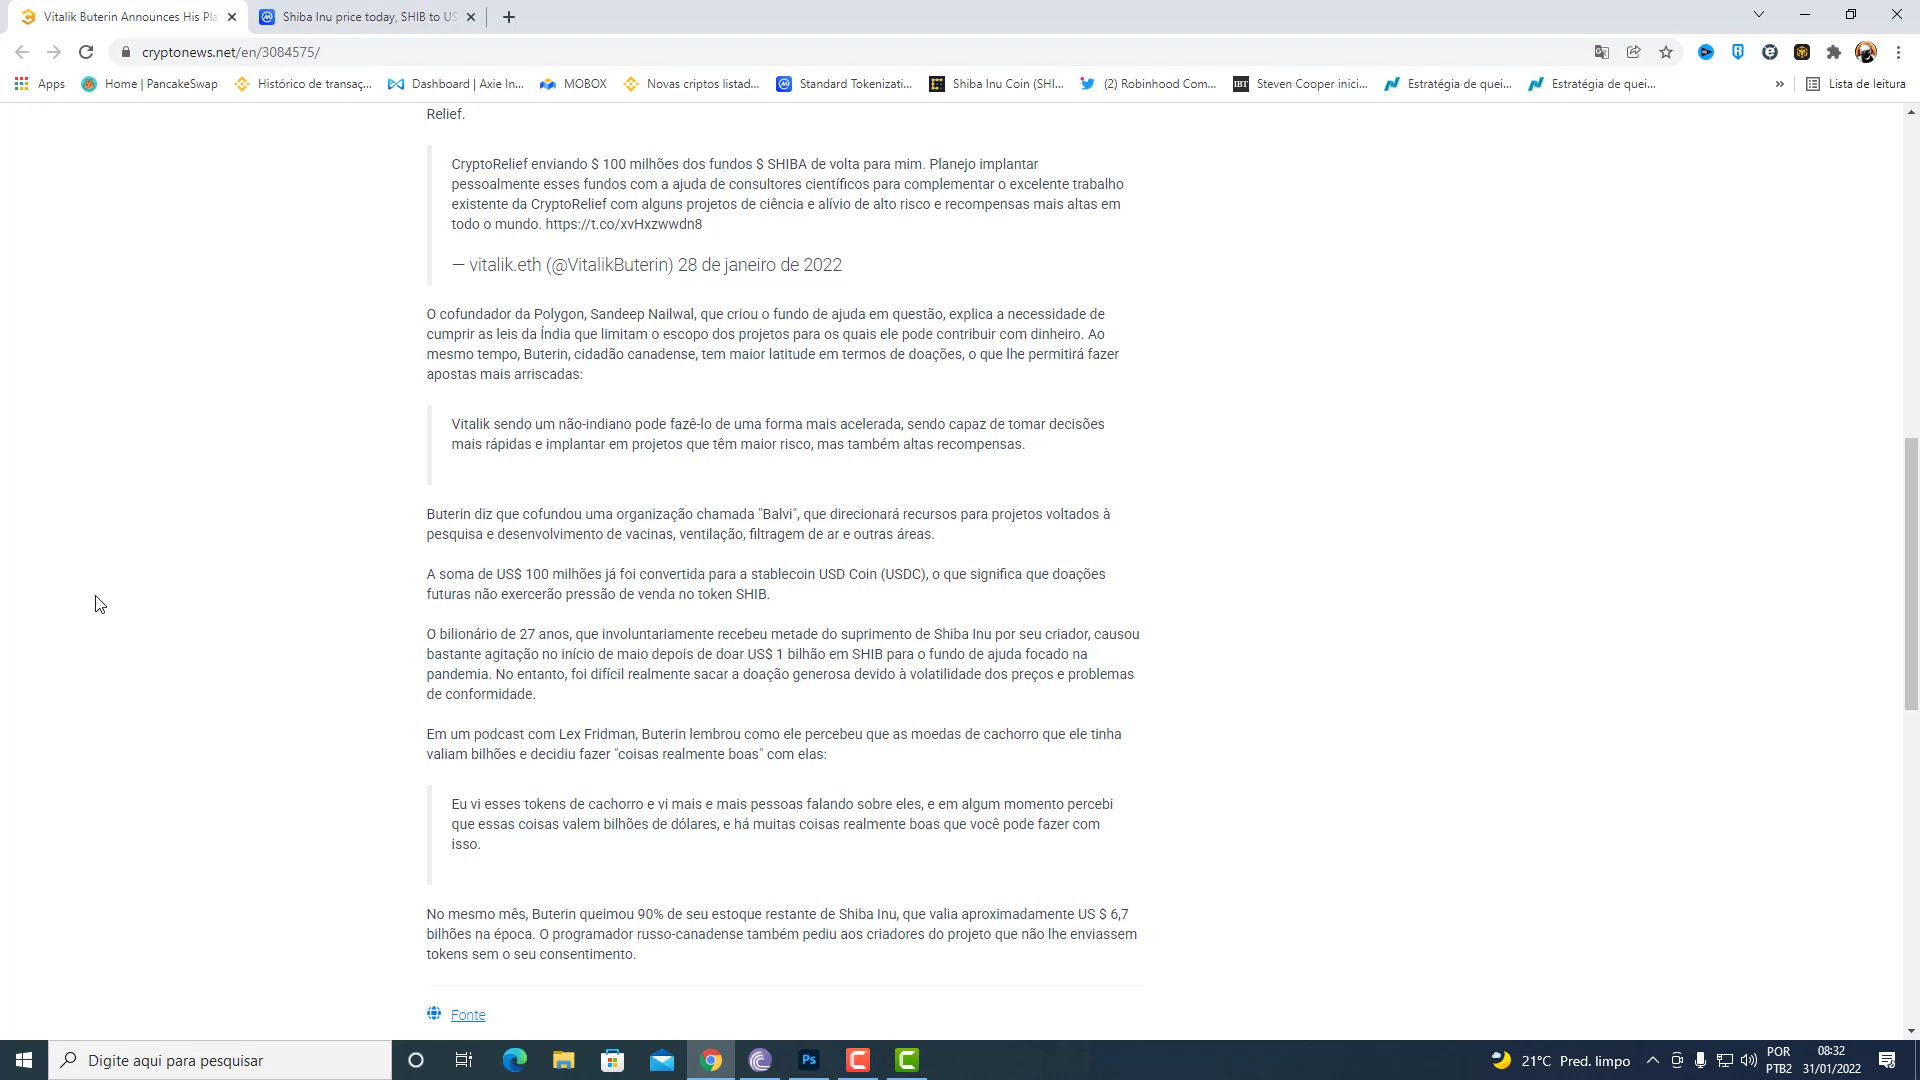 Vitalik Buterin Announces His Pla
Shiba Inu price today, SHIB to US
cryptonews.net/en/3084575/
Apps
Home | PancakeSwap
Histórico de transaç...
Dashboard | Axie In...
MOBOX
Novas criptos listad...
Standard Tokenizati...
Shiba Inu Coin (SHI...
(2) Robinhood Com...
IBT
Steven Cooper inici...
Estratégia de quei...
Estratégia de quei...
»
Lista de leitura
Relief.
CryptoRelief enviando $ 100 milhões dos fundos $ SHIBA de volta para mim. Planejo implantar
pessoalmente esses fundos com a ajuda de consultores científicos para complementar o excelente trabalho
existente da CryptoRelief com alguns projetos de ciência e alívio de alto risco e recompensas mais altas em
todo o mundo. https://t.co/xvHxzwwdn8
— vitalik.eth (@VitalikButerin) 28 de janeiro de 2022
O cofundador da Polygon, Sandeep Nailwal, que criou o fundo de ajuda em questão, explica a necessidade de
cumprir as leis da Índia que limitam o escopo dos projetos para os quais ele pode contribuir com dinheiro. Ao
mesmo tempo, Buterin, cidadão canadense, tem maior latitude em termos de doações, o que lhe permitirá fazer
apostas mais arriscadas:
Vitalik sendo um não-indiano pode fazê-lo de uma forma mais acelerada, sendo capaz de tomar decisões
mais rápidas e implantar em projetos que têm maior risco, mas também altas recompensas.
Buterin diz que cofundou uma organização chamada "Balvi", que direcionará recursos para projetos voltados à
pesquisa e desenvolvimento de vacinas, ventilação, filtragem de ar e outras áreas.
A soma de US$ 100 milhões já foi convertida para a stablecoin USD Coin (USDC), o que significa que doações
futuras não exercerão pressão de venda no token SHIB.
O bilionário de 27 anos, que involuntariamente recebeu metade do suprimento de Shiba Inu por seu criador, causou
bastante agitação no início de maio depois de doar US$ 1 bilhão em SHIB para o fundo de ajuda focado na
pandemia. No entanto, foi difícil realmente sacar a doação generosa devido à volatilidade dos preços e problemas
de conformidade.
Em um podcast com Lex Fridman, Buterin lembrou como ele percebeu que as moedas de cachorro que ele tinha
valiam bilhões e decidiu fazer "coisas realmente boas" com elas:
Eu vi esses tokens de cachorro e vi mais e mais pessoas falando sobre eles, e em algum momento percebi
que essas coisas valem bilhões de dólares, e há muitas coisas realmente boas que você pode fazer com
isso.
No mesmo mês, Buterin queimou 90% de seu estoque restante de Shiba Inu, que valia aproximadamente US $ 6,7
bilhões na época. O programador russo-canadense também pediu aos criadores do projeto que não lhe enviassem
tokens sem o seu consentimento.
Fonte
Digite aqui para pesquisar
Ps
21°C Pred. limpo
POR
PTB2
08:32
31/01/2022